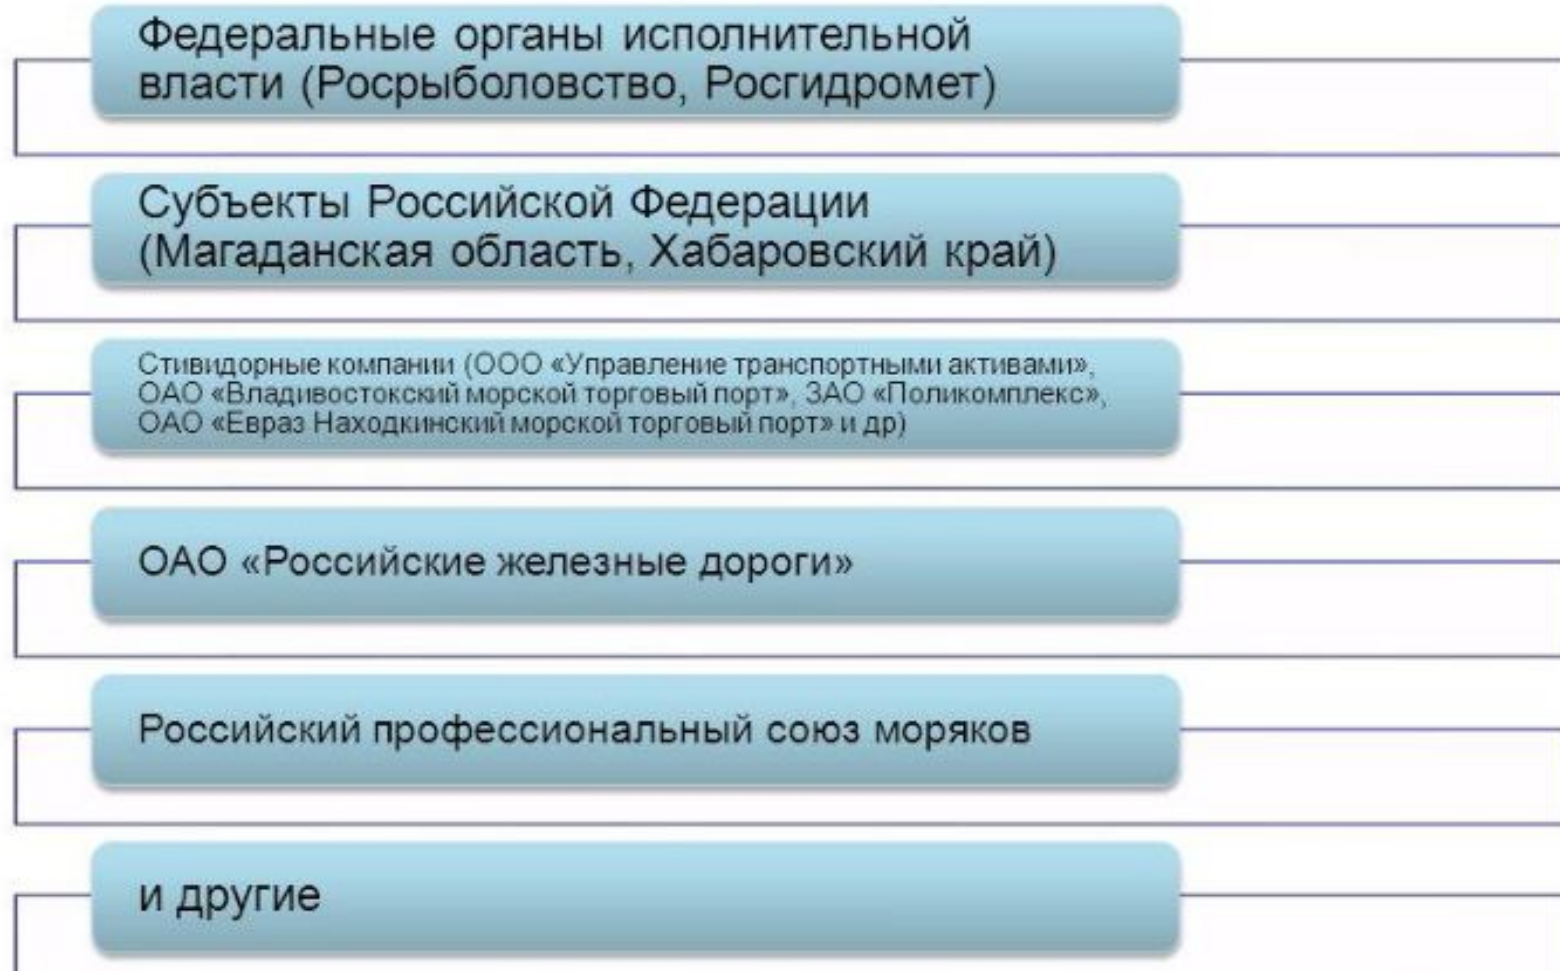 Федеральные органы исполнительной
власти (Росрыболовство, Росгидромет)
Субъекты Российской Федерации
(Магаданская область, Хабаровский край)
Стивидорные компании (ООО «Управление транспортными активами»,
ОАО «Владивостокский морской торговый порт», ЗАО «Поликомплекс»,
ОАО «Евраз Находкинский морской торговый порт» и др)
ОАО «Российские железные дороги»
Российский профессиональный союз моряков
и другие